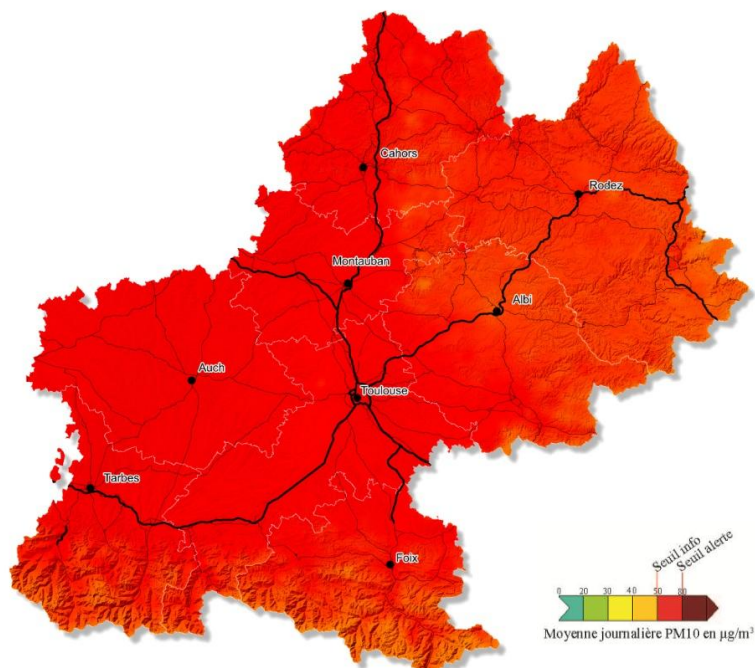 Cahors
Rodez
Montauban
Albi
Auch
Toulouse
Tarbes
Foix
Seuil info
Seuil alerte
0 20 30 40 50 80
Moyenne journalière PM10 en µg/m³